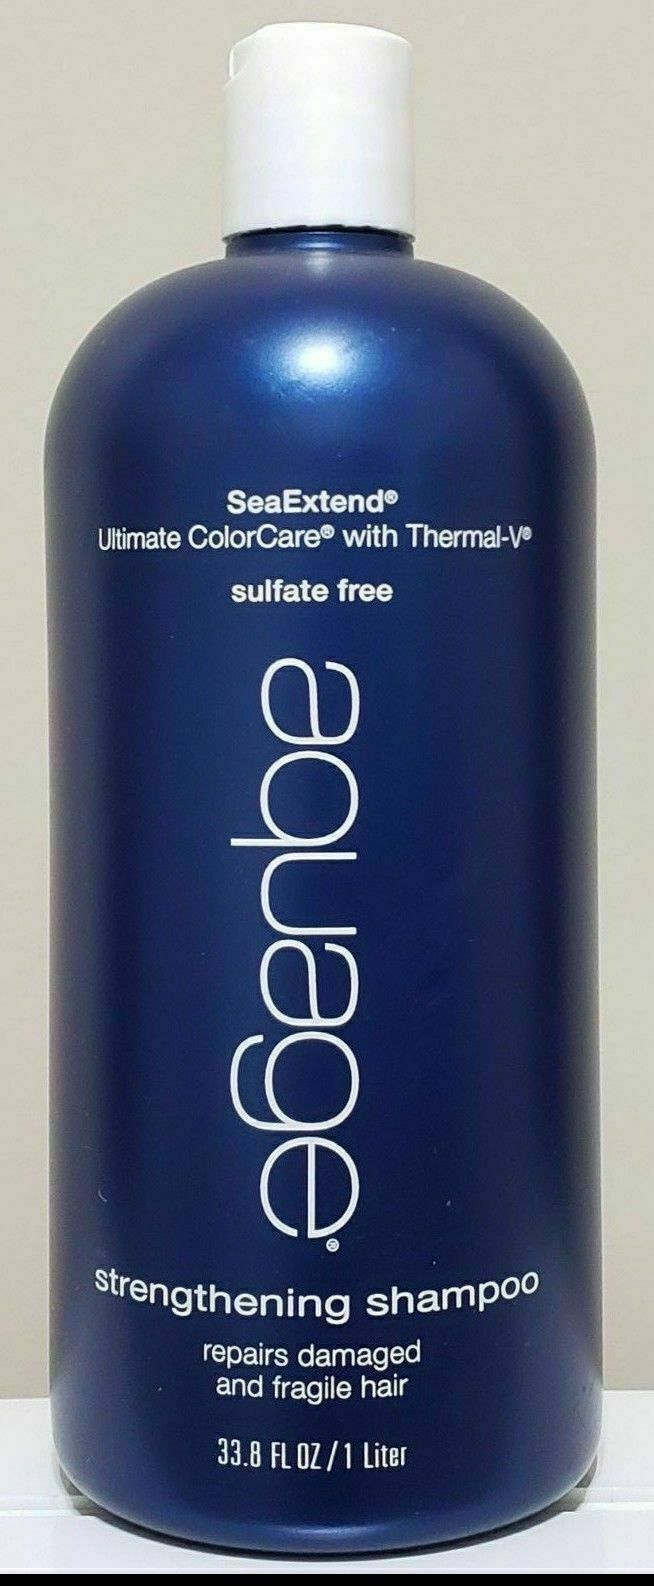 SeaExtend®
Ultimate ColorCare® with Thermal-V®
sulfate free
aquage®
strengthening shampoo
repairs damaged
and fragile hair
33.8 FL OZ / 1 Liter